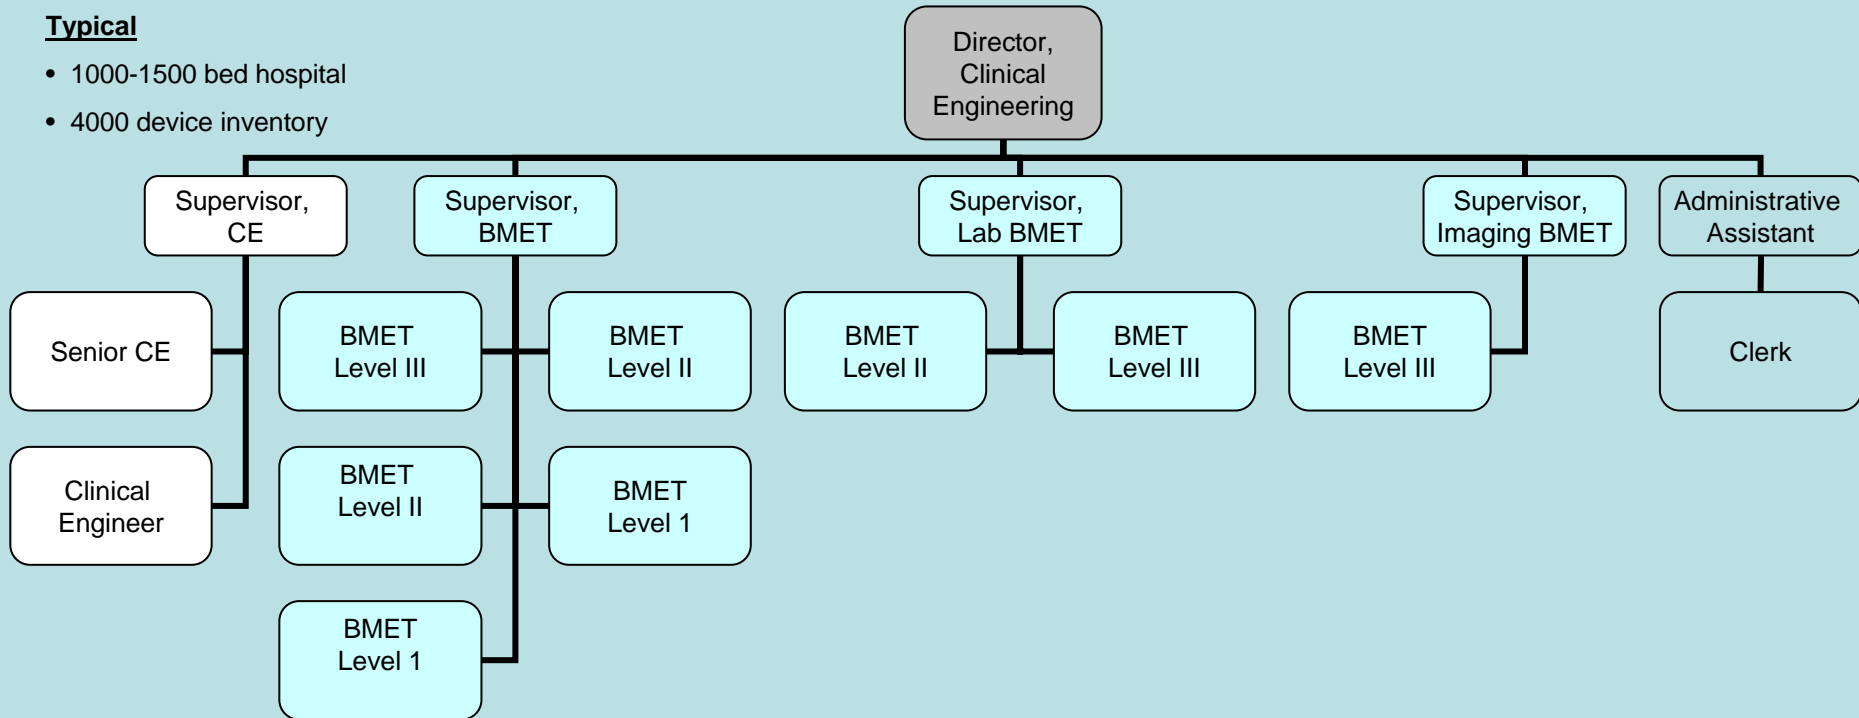 Typical
• 1000-1500 bed hospital
• 4000 device inventory
Director,
Clinical
Engineering
Supervisor,
CE
Supervisor,
BMET
Supervisor,
Lab BMET
Supervisor,
Imaging BMET
Administrative
Assistant
Senior CE
BMET
Level III
BMET
Level II
BMET
Level II
BMET
Level III
BMET
Level III
Clerk
Clinical
Engineer
BMET
Level II
BMET
Level 1
BMET
Level 1